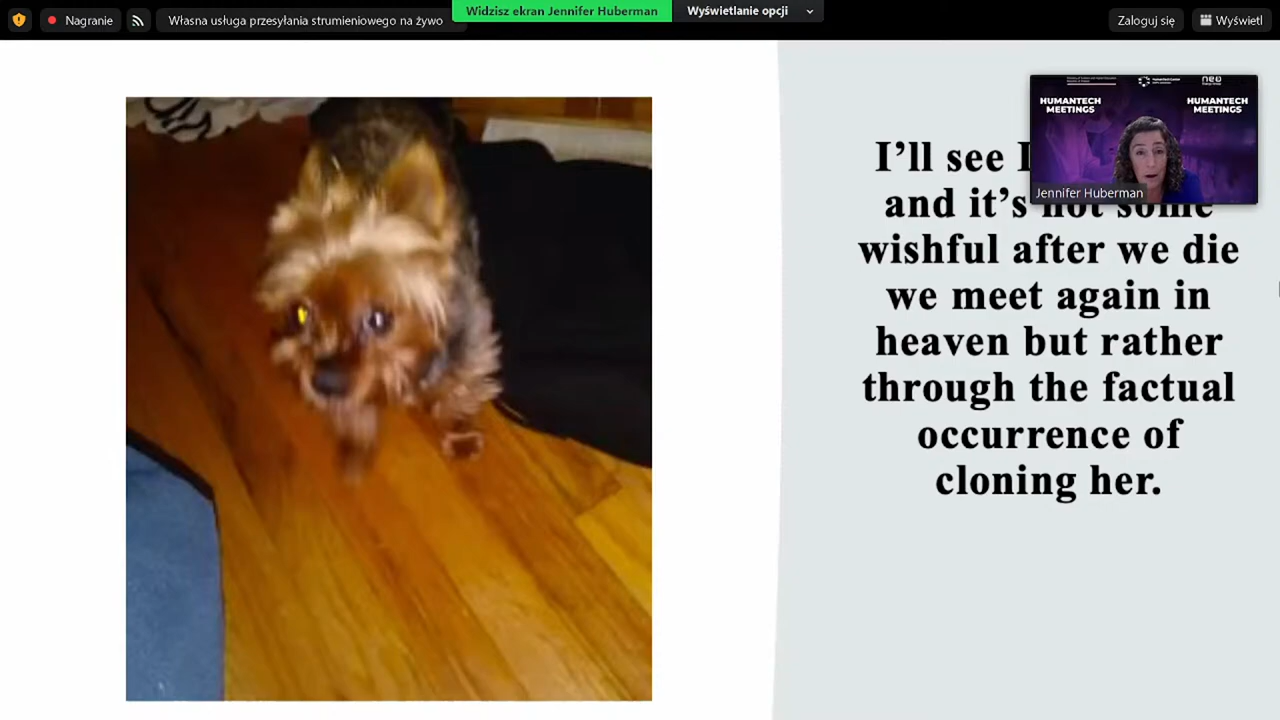 Nagranie
Własna usługa przesyłania strumieniowego na żywo
Widzisz ekran Jennifer Huberman
Wyświetlanie opcji
Zaloguj się
Wyświetl
HUMANTECH
MEETINGS
HUMANTECH
MEETINGS
Jennifer Huberman
I’ll see
and it’s not some
wishful after we die
we meet again in
heaven but rather
through the factual
occurrence of
cloning her.